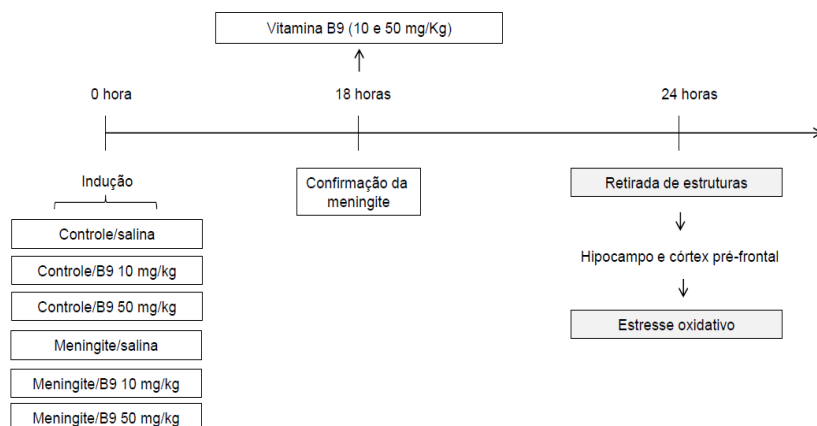 Vitamina B9 (10 e 50 mg/Kg)
0 hora
18 horas
24 horas
Indução
Confirmação da
meningite
Retirada de estruturas
Controle/salina
Controle/B9 10 mg/kg
Controle/B9 50 mg/kg
Meningite/salina
Meningite/B9 10 mg/kg
Meningite/B9 50 mg/kg
Hipocampo e córtex pré-frontal
Estresse oxidativo